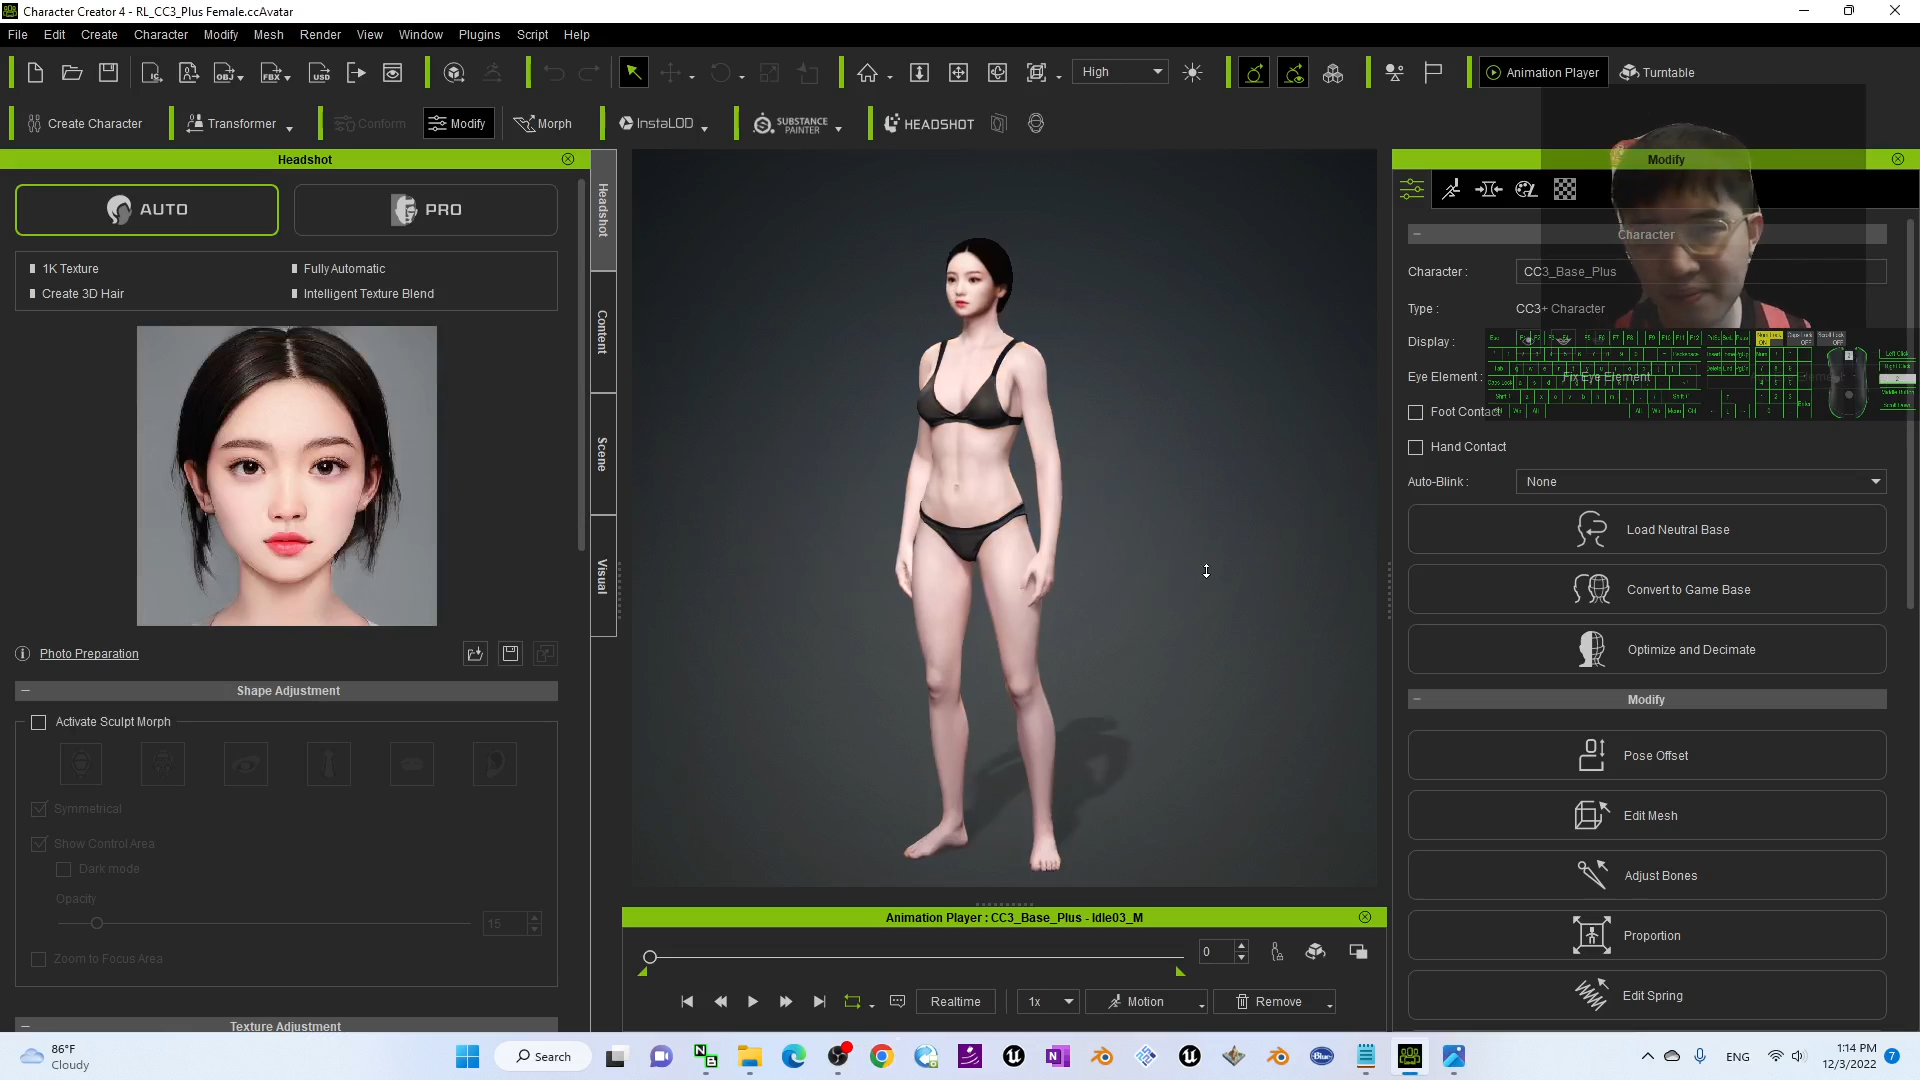 Character Creator 4 - RL_CC3_Plus Female.ccAvatar
File Edit Create Character Modify Mesh Render View Window Plugins Script Help
High
Animation Player
Turntable
Create Character
Transformer
Conform
Modify
Morph
InstaLOD
SUBSTANCE PAINTER
HEADSHOT
Headshot
AUTO
PRO
1K Texture
Fully Automatic
Create 3D Hair
Intelligent Texture Blend
Photo Preparation
Shape Adjustment
Activate Sculpt Morph
Symmetrical
Show Control Area
Dark mode
Opacity
15
Zoom to Focus Area
Texture Adjustment
Headshot
Content
Scene
Visual
Animation Player : CC3_Base_Plus - Idle03_M
0
Realtime
1x
Motion
Remove
Modify
Character
Character :
CC3_Base_Plus
Type :
CC3+ Character
Display :
Eye Element :
Fix Eye Element
Foot Contact
Hand Contact
Auto-Blink :
None
Load Neutral Base
Convert to Game Base
Optimize and Decimate
Modify
Pose Offset
Edit Mesh
Adjust Bones
Proportion
Edit Spring
86°F
Cloudy
Search
ENG
1:14 PM
12/3/2022
7